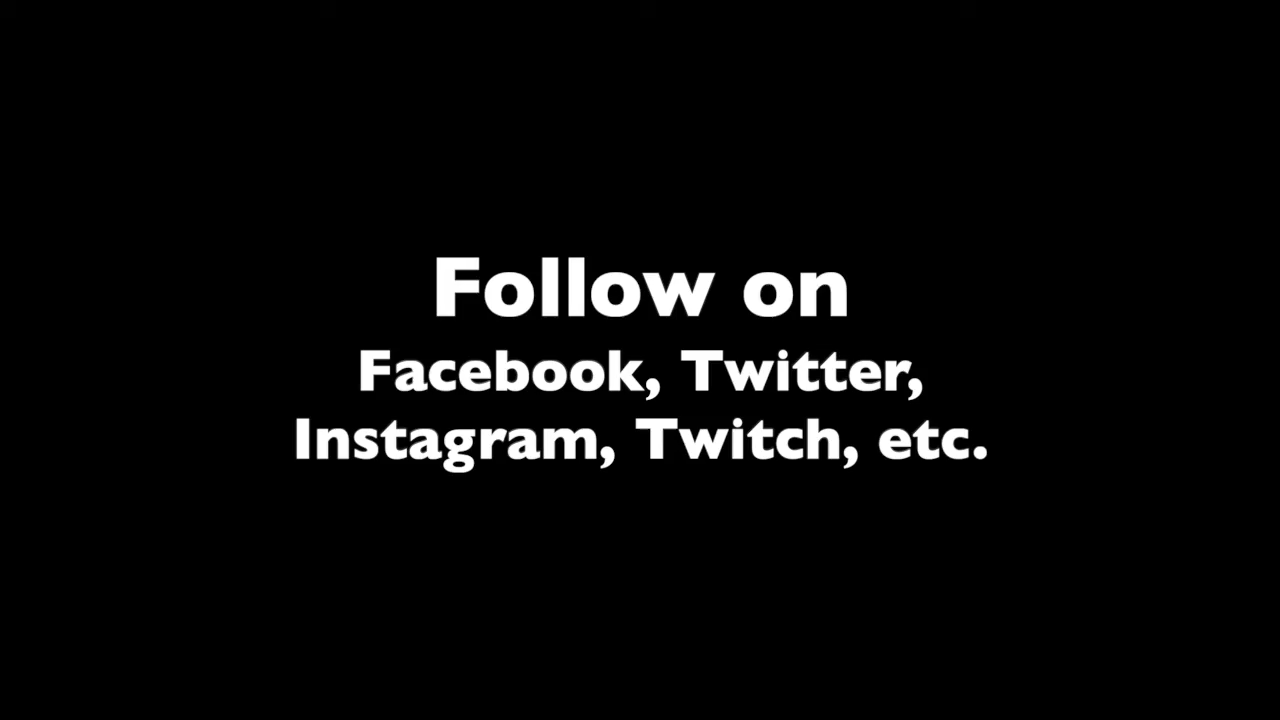 Follow on
Facebook, Twitter,
Instagram, Twitch, etc.